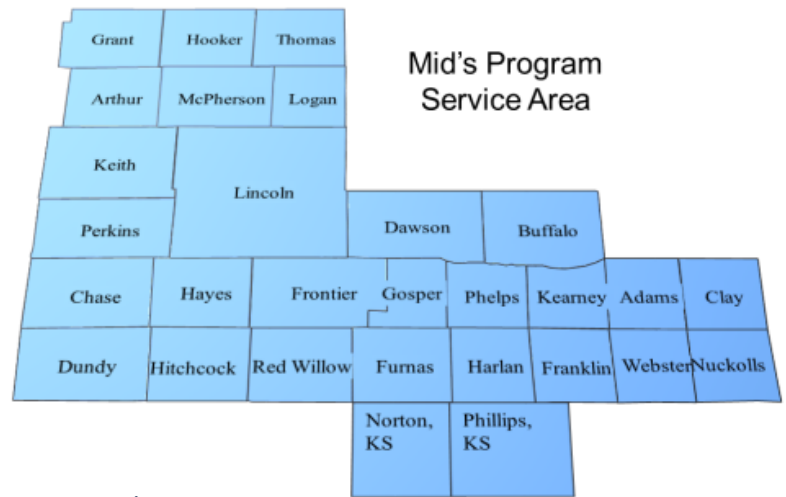 Mid's Program
Service Area
Grant Hooker Thomas
Arthur McPherson Logan
Keith
Lincoln
Perkins
Dawson Buffalo
Chase Hayes Frontier Gosper Phelps Kearney Adams Clay
Dundy Hitchcock Red Willow Furnas Harlan Franklin Webster Nuckolls
Norton, Phillips,
KS KS